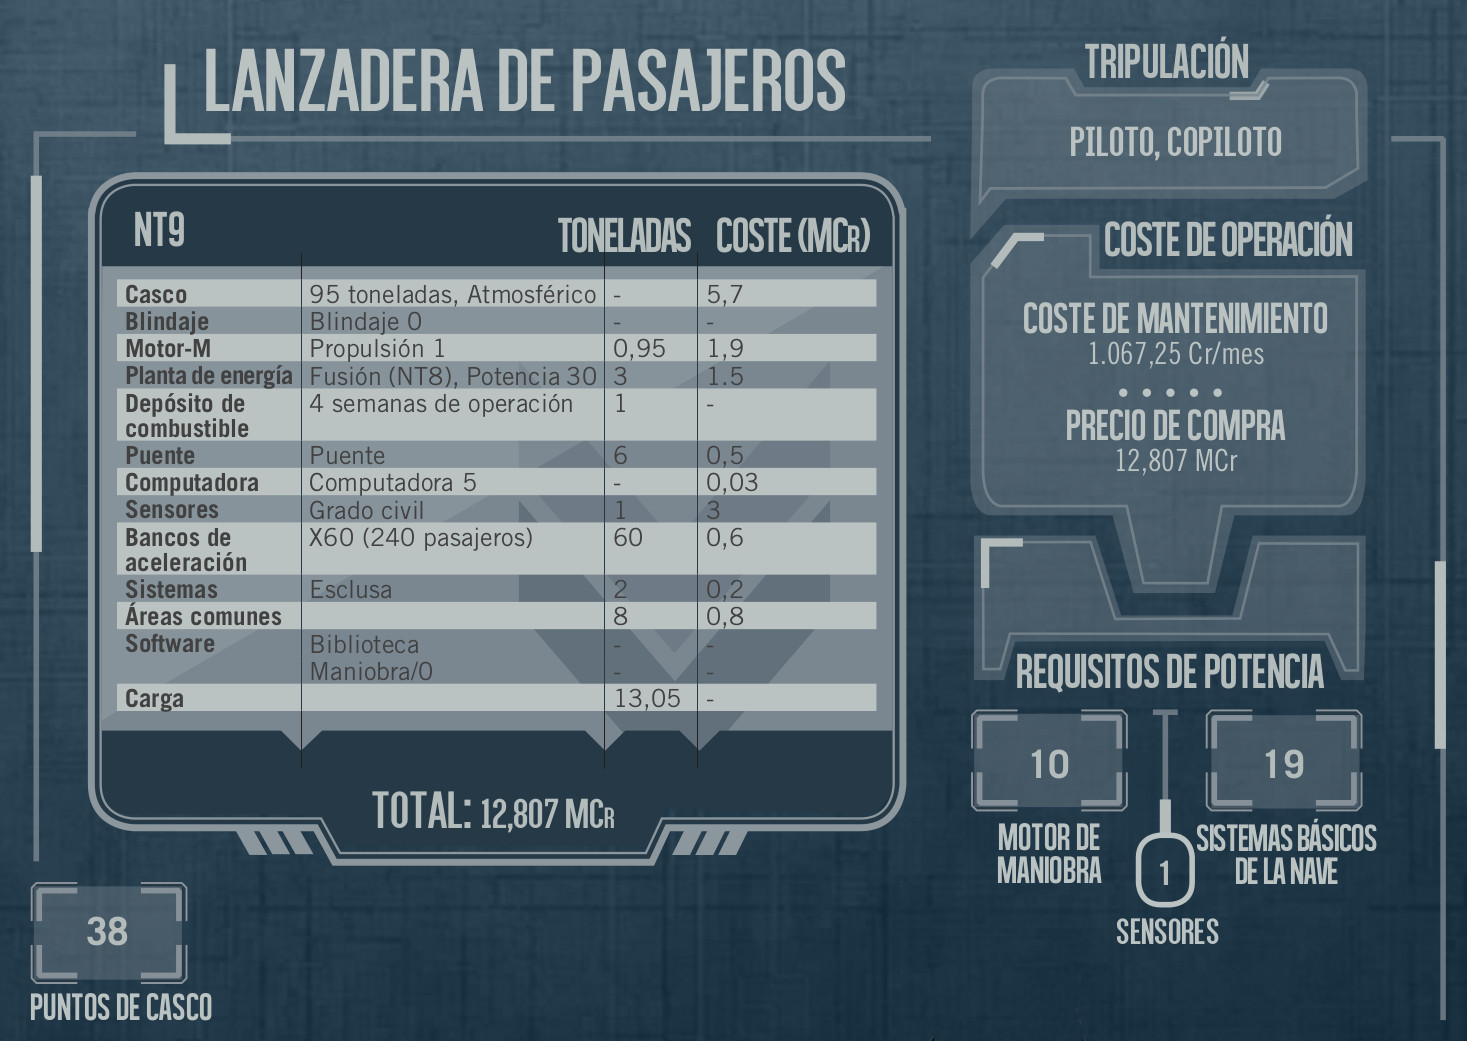 LANZADERA DE PASAJEROS
NT9 TONELADAS COSTE (MCR)
Casco 95 toneladas, Atmosférico - 5,7
Blindaje Blindaje 0 - -
Motor-M Propulsión 1 0,95 1,9
Planta de energía Fusión (NT8), Potencia 30 3 1.5
Depósito de 4 semanas de operación 1 -
combustible
Puente Puente 6 0,5
Computadora Computadora 5 - 0,03
Sensores Grado civil 1 3
Bancos de X60 (240 pasajeros) 60 0,6
aceleración
Sistemas Esclusa 2 0,2
Áreas comunes 8 0,8
Software Biblioteca - -
Maniobra/0 - -
Carga 13,05 -
TOTAL: 12,807 MCR
38
PUNTOS DE CASCO
TRIPULACIÓN
PILOTO, COPILOTO
COSTE DE OPERACIÓN
COSTE DE MANTENIMIENTO
1.067,25 Cr/mes
• • • • •
PRECIO DE COMPRA
12,807 MCr
REQUISITOS DE POTENCIA
10
MOTOR DE
MANIOBRA
1
SENSORES
19
SISTEMAS BÁSICOS
DE LA NAVE